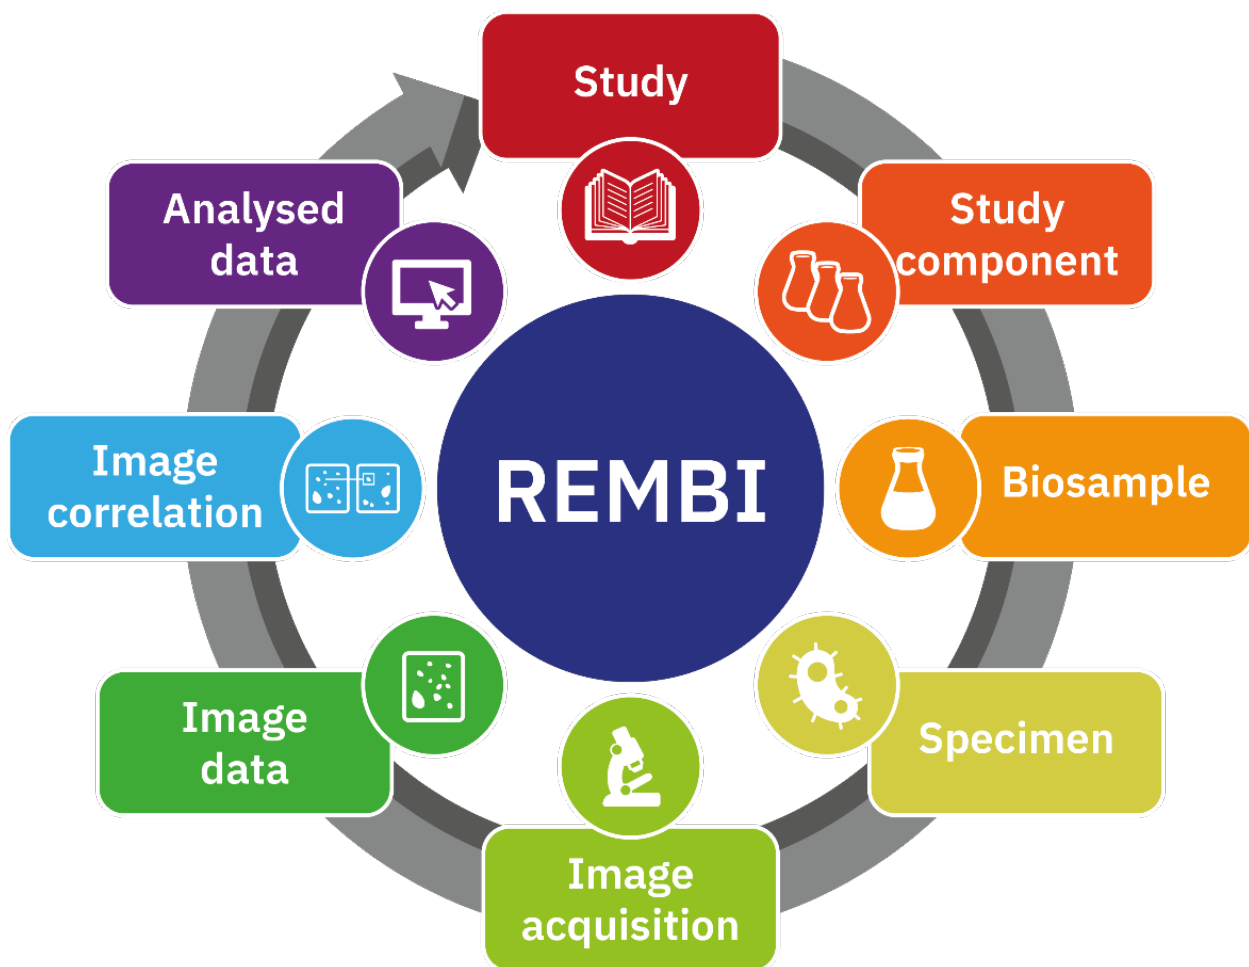 Study
Study
component
Biosample
Specimen
Image
acquisition
Image
data
Image
correlation
Analysed
data
REMBI